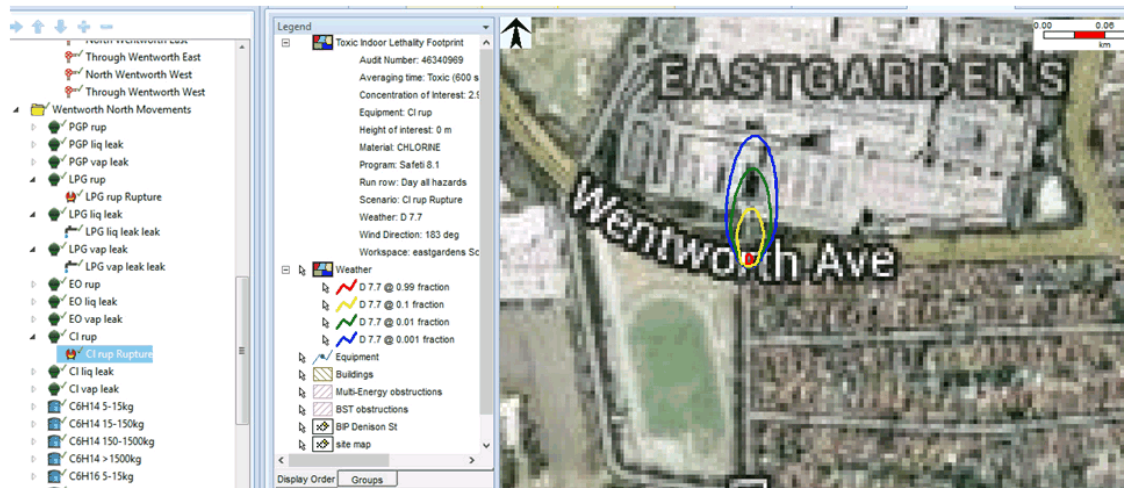 North Wentworth East
Through Wentworth East
North Wentworth West
Through Wentworth West
Wentworth North Movements
PGP rup
PGP liq leak
PGP vap leak
LPG rup
LPG rup Rupture
LPG liq leak
LPG liq leak leak
LPG vap leak
LPG vap leak leak
EO rup
EO liq leak
EO vap leak
Cl rup
Cl rup Rupture
Cl liq leak
Cl vap leak
C6H14 5-15kg
C6H14 15-150kg
C6H14 150-1500kg
C6H14 >1500kg
C6H16 5-15kg
Legend
Toxic Indoor Lethality Footprint
Audit Number: 46340969
Averaging time: Toxic (600 s
Concentration of Interest: 2.9
Equipment: Cl rup
Height of interest: 0 m
Material: CHLORINE
Program: Safeti 8.1
Run row: Day all hazards
Scenario: Cl rup Rupture
Weather: D 7.7
Wind Direction: 183 deg
Workspace: eastgardens Sc
Weather
D 7.7 @ 0.99 fraction
D 7.7 @ 0.1 fraction
D 7.7 @ 0.01 fraction
D 7.7 @ 0.001 fraction
Equipment
Buildings
Multi-Energy obstructions
BST obstructions
BIP Denison St
site map
Display Order
Groups
0.00 0.06
km
EASTGARDENS
Wentworth Ave